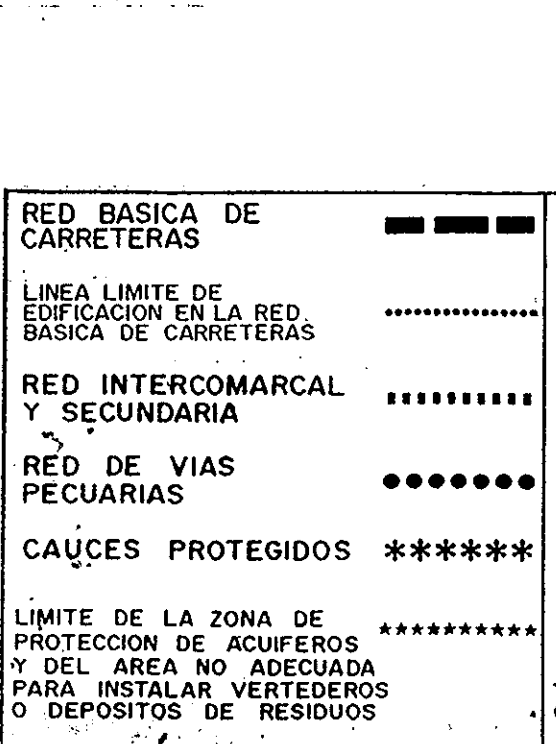 RED BASICA DE
CARRETERAS
LINEA LIMITE DE
EDIFICACION EN LA RED
BASICA DE CARRETERAS
RED INTERCOMARCAL
Y SECUNDARIA
RED DE VIAS
PECUARIAS
CAUCES PROTEGIDOS
LIMITE DE LA ZONA DE
PROTECCION DE ACUIFEROS
Y DEL AREA NO ADECUADA
PARA INSTALAR VERTEDEROS
O DEPOSITOS DE RESIDUOS